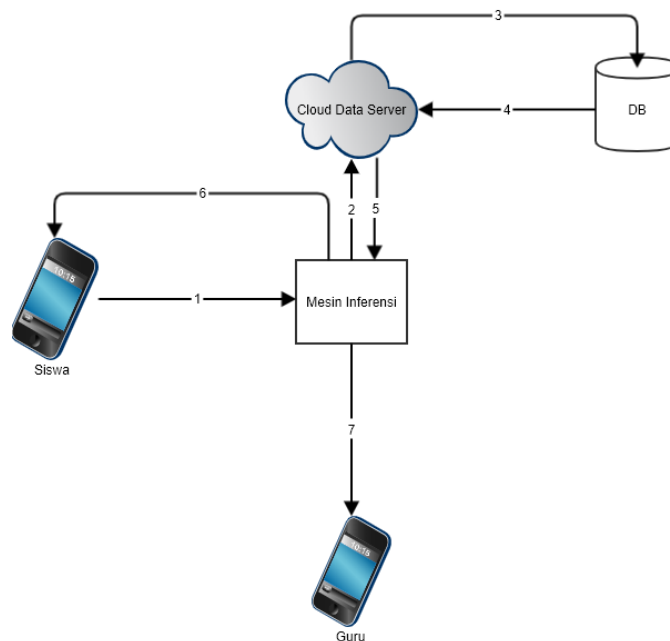 3
Cloud Data Server
DB
4
6
2
5
10:15
1
Mesin Inferensi
Siswa
7
10:15
Guru